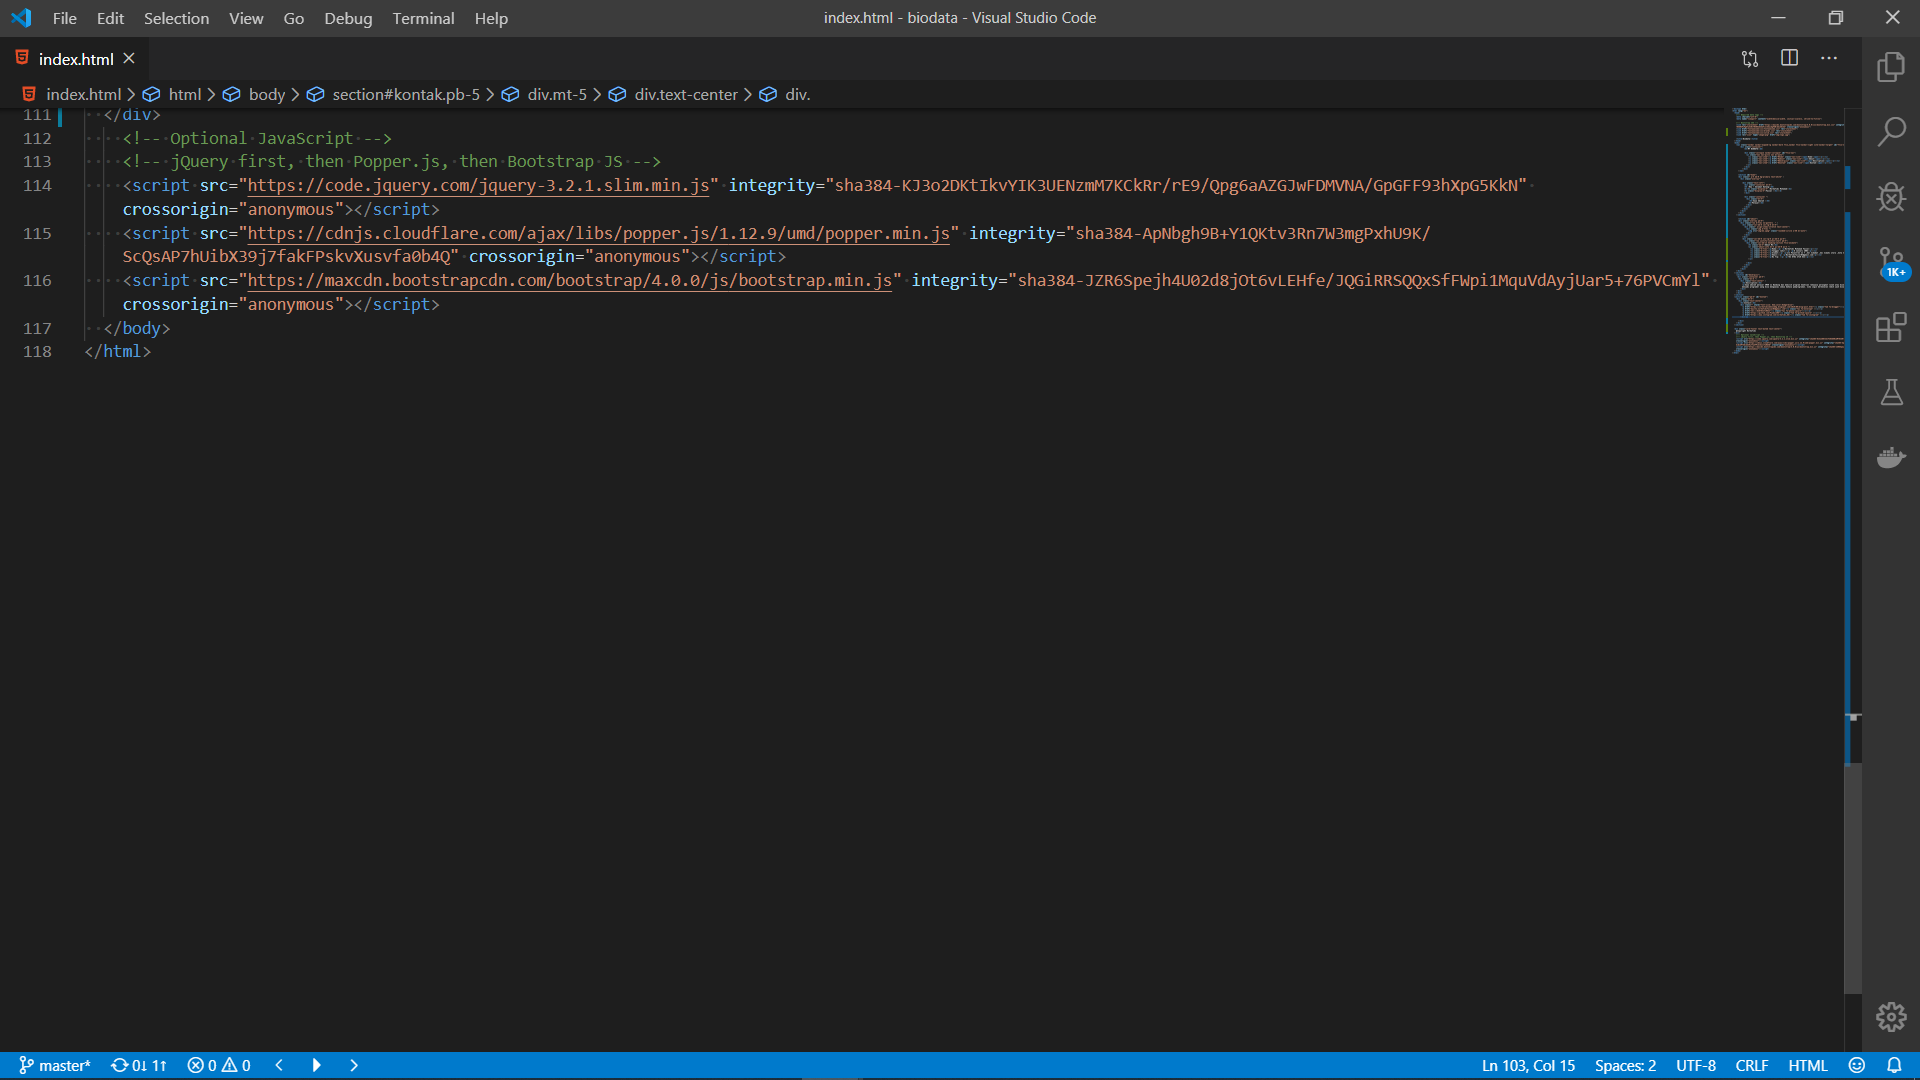 File Edit Selection View Go Debug Terminal Help
index.html - biodata - Visual Studio Code
index.html
index.html > html > body > section#kontak.pb-5 > div.mt-5 > div.text-center > div.
111 </div>
112 <!-- Optional JavaScript -->
113 <!-- jQuery first, then Popper.js, then Bootstrap JS -->
114 <script src="https://code.jquery.com/jquery-3.2.1.slim.min.js" integrity="sha384-KJ3o2DKtIkvYIK3UENzmM7KCkRr/rE9/Qpg6aAZGJwFDMVNA/GpGFF93hXpG5KkN"
crossorigin="anonymous"></script>
115 <script src="https://cdnjs.cloudflare.com/ajax/libs/popper.js/1.12.9/umd/popper.min.js" integrity="sha384-ApNbgh9B+Y1QKtv3Rn7W3mgPxhU9K/
ScQsAP7hUibX39j7fakFPskvXusvfa0b4Q" crossorigin="anonymous"></script>
116 <script src="https://maxcdn.bootstrapcdn.com/bootstrap/4.0.0/js/bootstrap.min.js" integrity="sha384-JZR6Spejh4U02d8jOt6vLEHfe/JQGiRRSQQxSfFWpi1MquVdAyjUar5+76PVCmYl"
crossorigin="anonymous"></script>
117 </body>
118 </html>
1K+
master* 0↓ 1↑ 0 0
Ln 103, Col 15 Spaces: 2 UTF-8 CRLF HTML